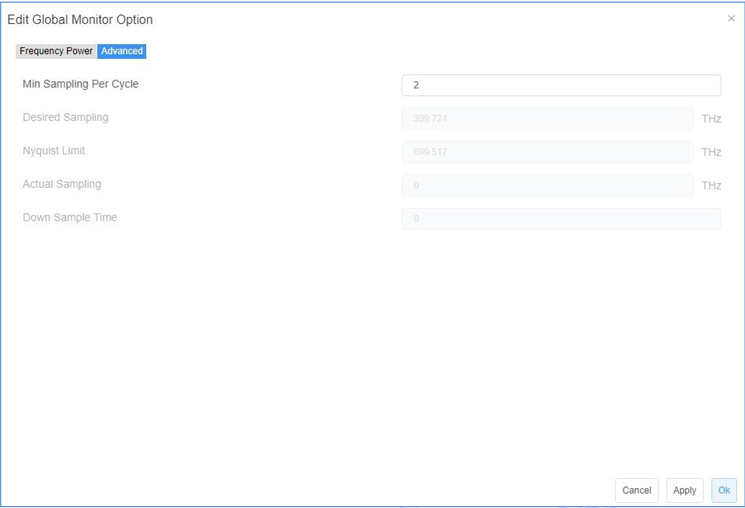 Edit Global Monitor Option
×
Frequency Power Advanced
Min Sampling Per Cycle 2
Desired Sampling 399.724 THz
Nyquist Limit 699.517 THz
Actual Sampling 0 THz
Down Sample Time 0
Cancel Apply Ok